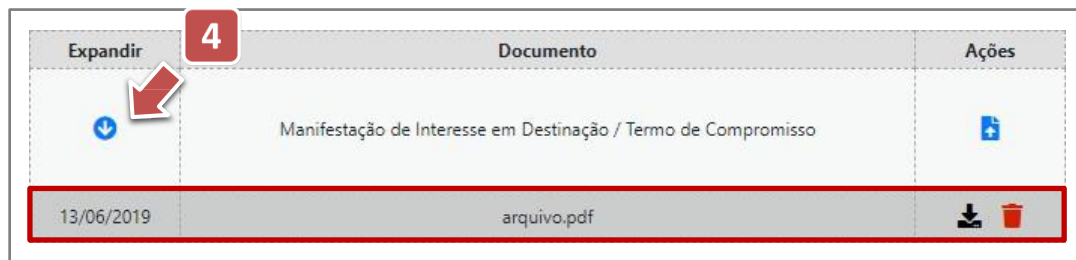 4
Expandir Documento Ações
Manifestação de Interesse em Destinação / Termo de Compromisso
13/06/2019 arquivo.pdf